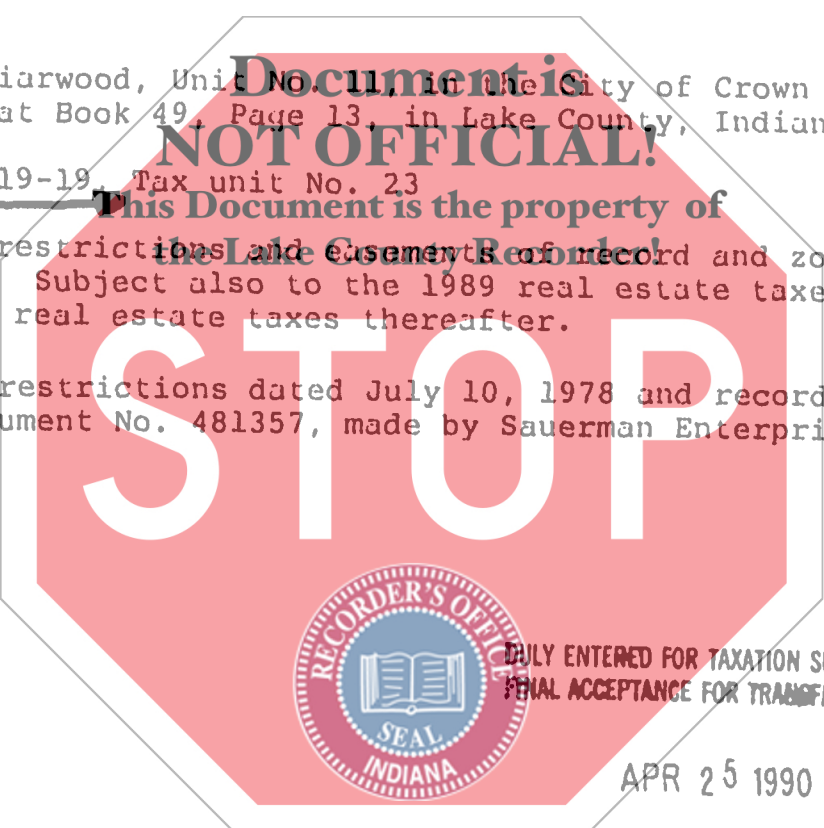 iarwood, Unit No. 11, in the City of Crown
at Book 49, Page 13, in Lake County, Indian
19-19, Tax unit No. 23
restrictions and easements of record and zo
Subject also to the 1989 real estate taxe
real estate taxes thereafter.
restrictions dated July 10, 1978 and record
ument No. 481357, made by Sauerman Enterpri
Document is
NOT OFFICIAL!
This Document is the property of
the Lake County Recorder!
STOP
RECORDER'S OFFICE
SEAL
INDIANA
DULY ENTERED FOR TAXATION SU
FINAL ACCEPTANCE FOR TRANSF
APR 25 1990